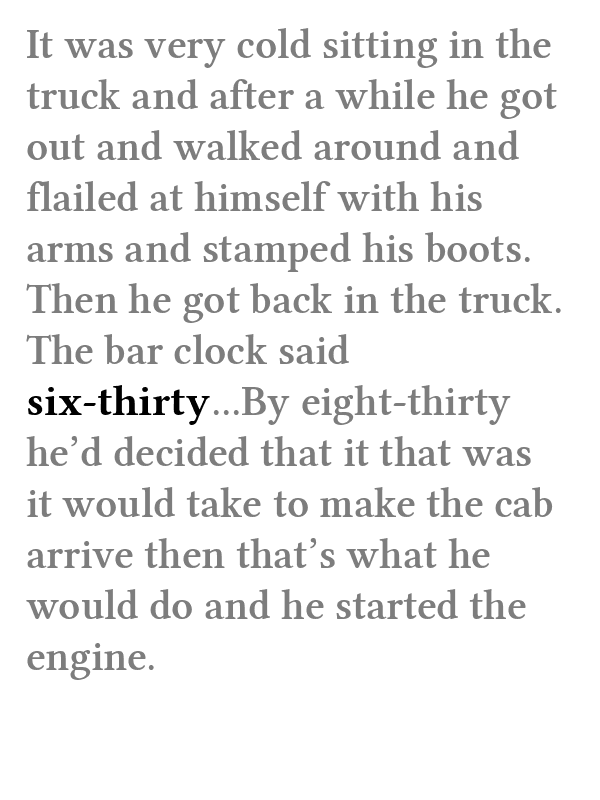 It was very cold sitting in the
truck and after a while he got
out and walked around and
flailed at himself with his
arms and stamped his boots.
Then he got back in the truck.
The bar clock said
six-thirty...By eight-thirty
he’d decided that it that was
it would take to make the cab
arrive then that’s what he
would do and he started the
engine.